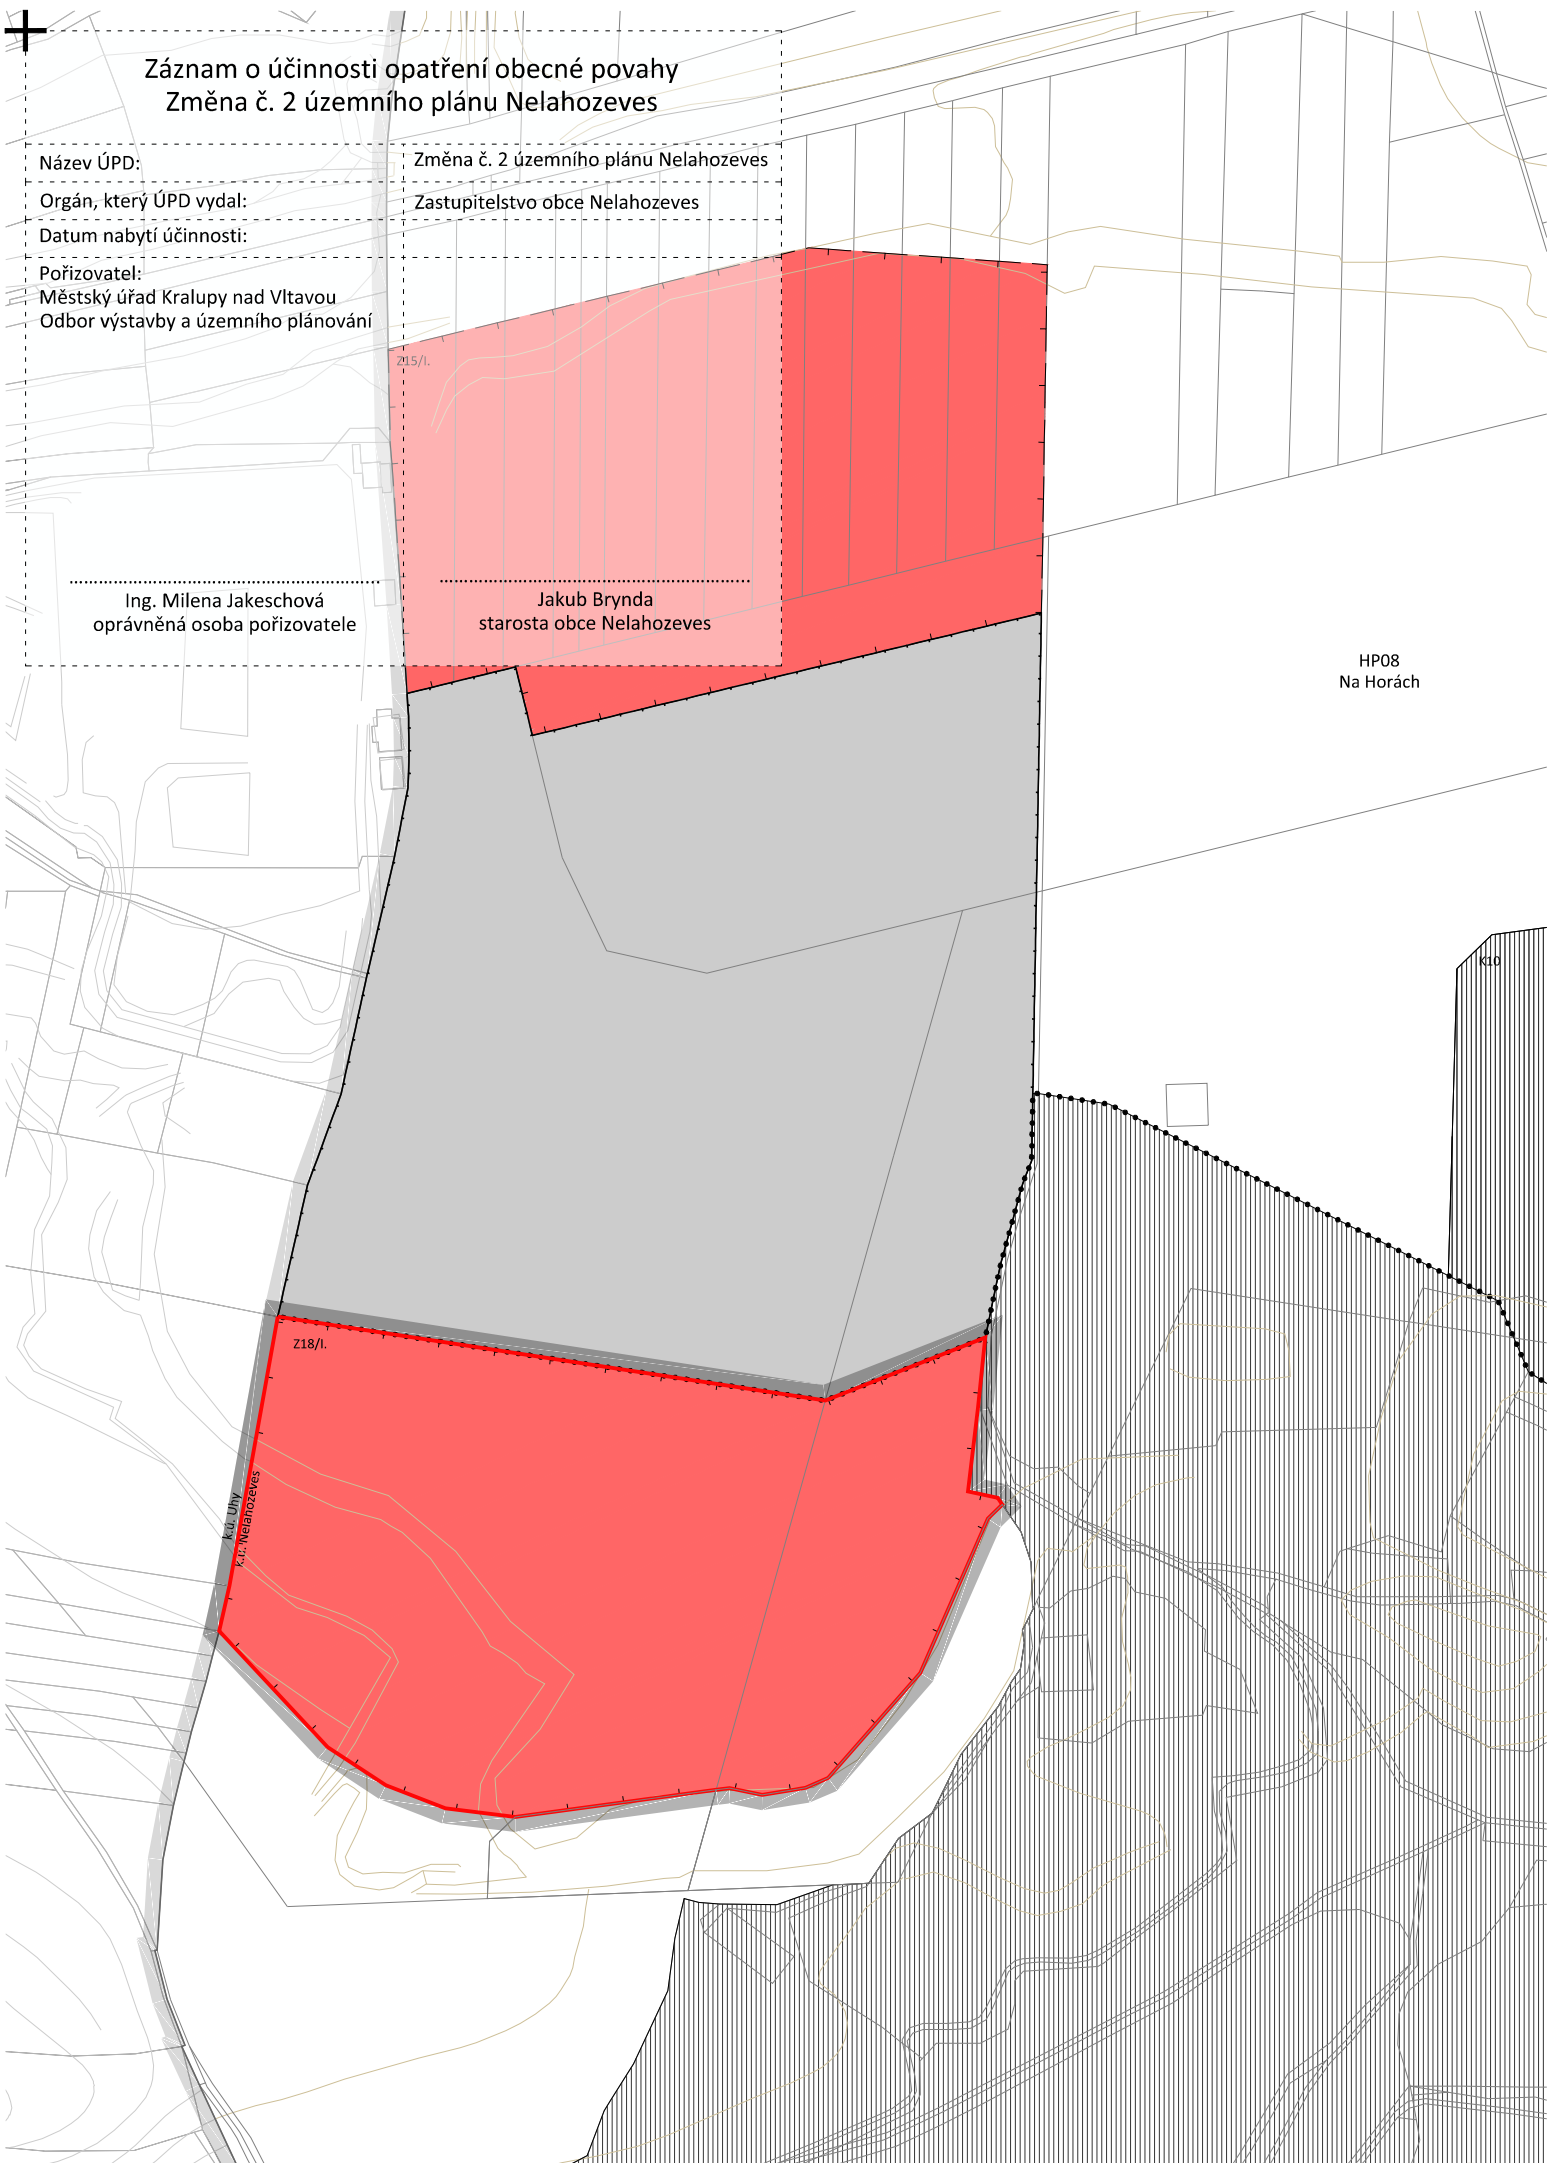 Záznam o účinnosti opatření obecné povahy
Změna č. 2 územního plánu Nelahozeves
Název ÚPD:
Změna č. 2 územního plánu Nelahozeves
Orgán, který ÚPD vydal:
Zastupitelstvo obce Nelahozeves
Datum nabytí účinnosti:
Pořizovatel:
Městský úřad Kralupy nad Vltavou
Odbor výstavby a územního plánování
Z15/I.
Ing. Milena Jakeschová
oprávněná osoba pořizovatele
Jakub Brynda
starosta obce Nelahozeves
HP08
Na Horách
K10
Z18/I.
k.ú. Uhy
k.ú. Nelahozeves